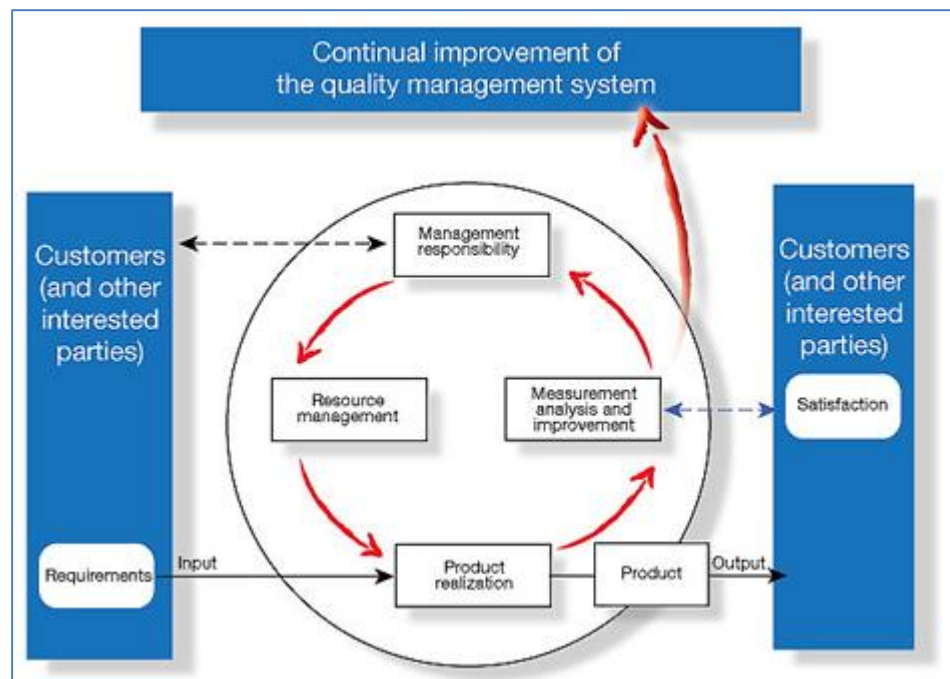 Continual improvement of
the quality management system
Customers
(and other
interested
parties)
Management
responsibility
Customers
(and other
interested
parties)
Resource
management
Measurement
analysis and
improvement
Satisfaction
Requirements
Input
Product
realization
Product
Output